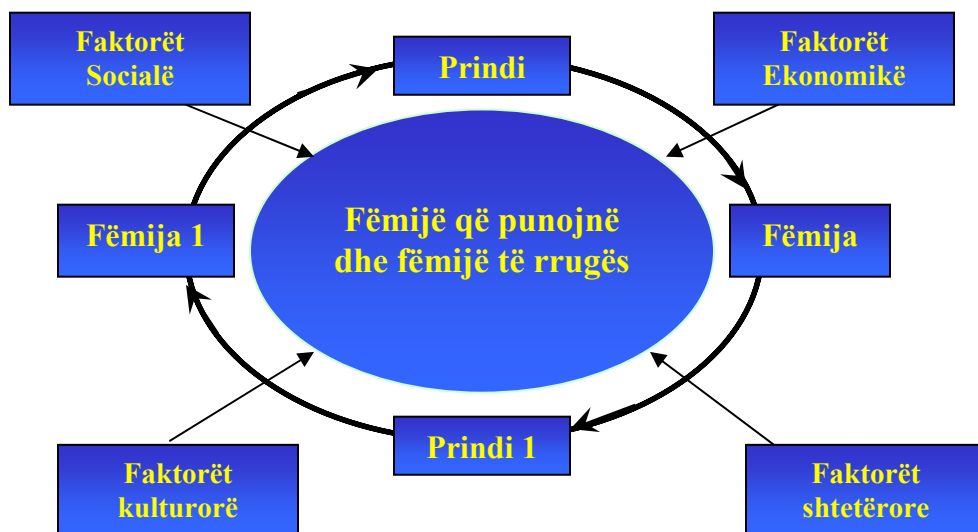 Faktorët
Socialë
Prindi
Faktorët
Ekonomikë
Fëmija 1
Fëmijë që punojnë
dhe fëmijë të rrugës
Fëmija
Prindi 1
Faktorët
kulturorë
Faktorët
shtetërore